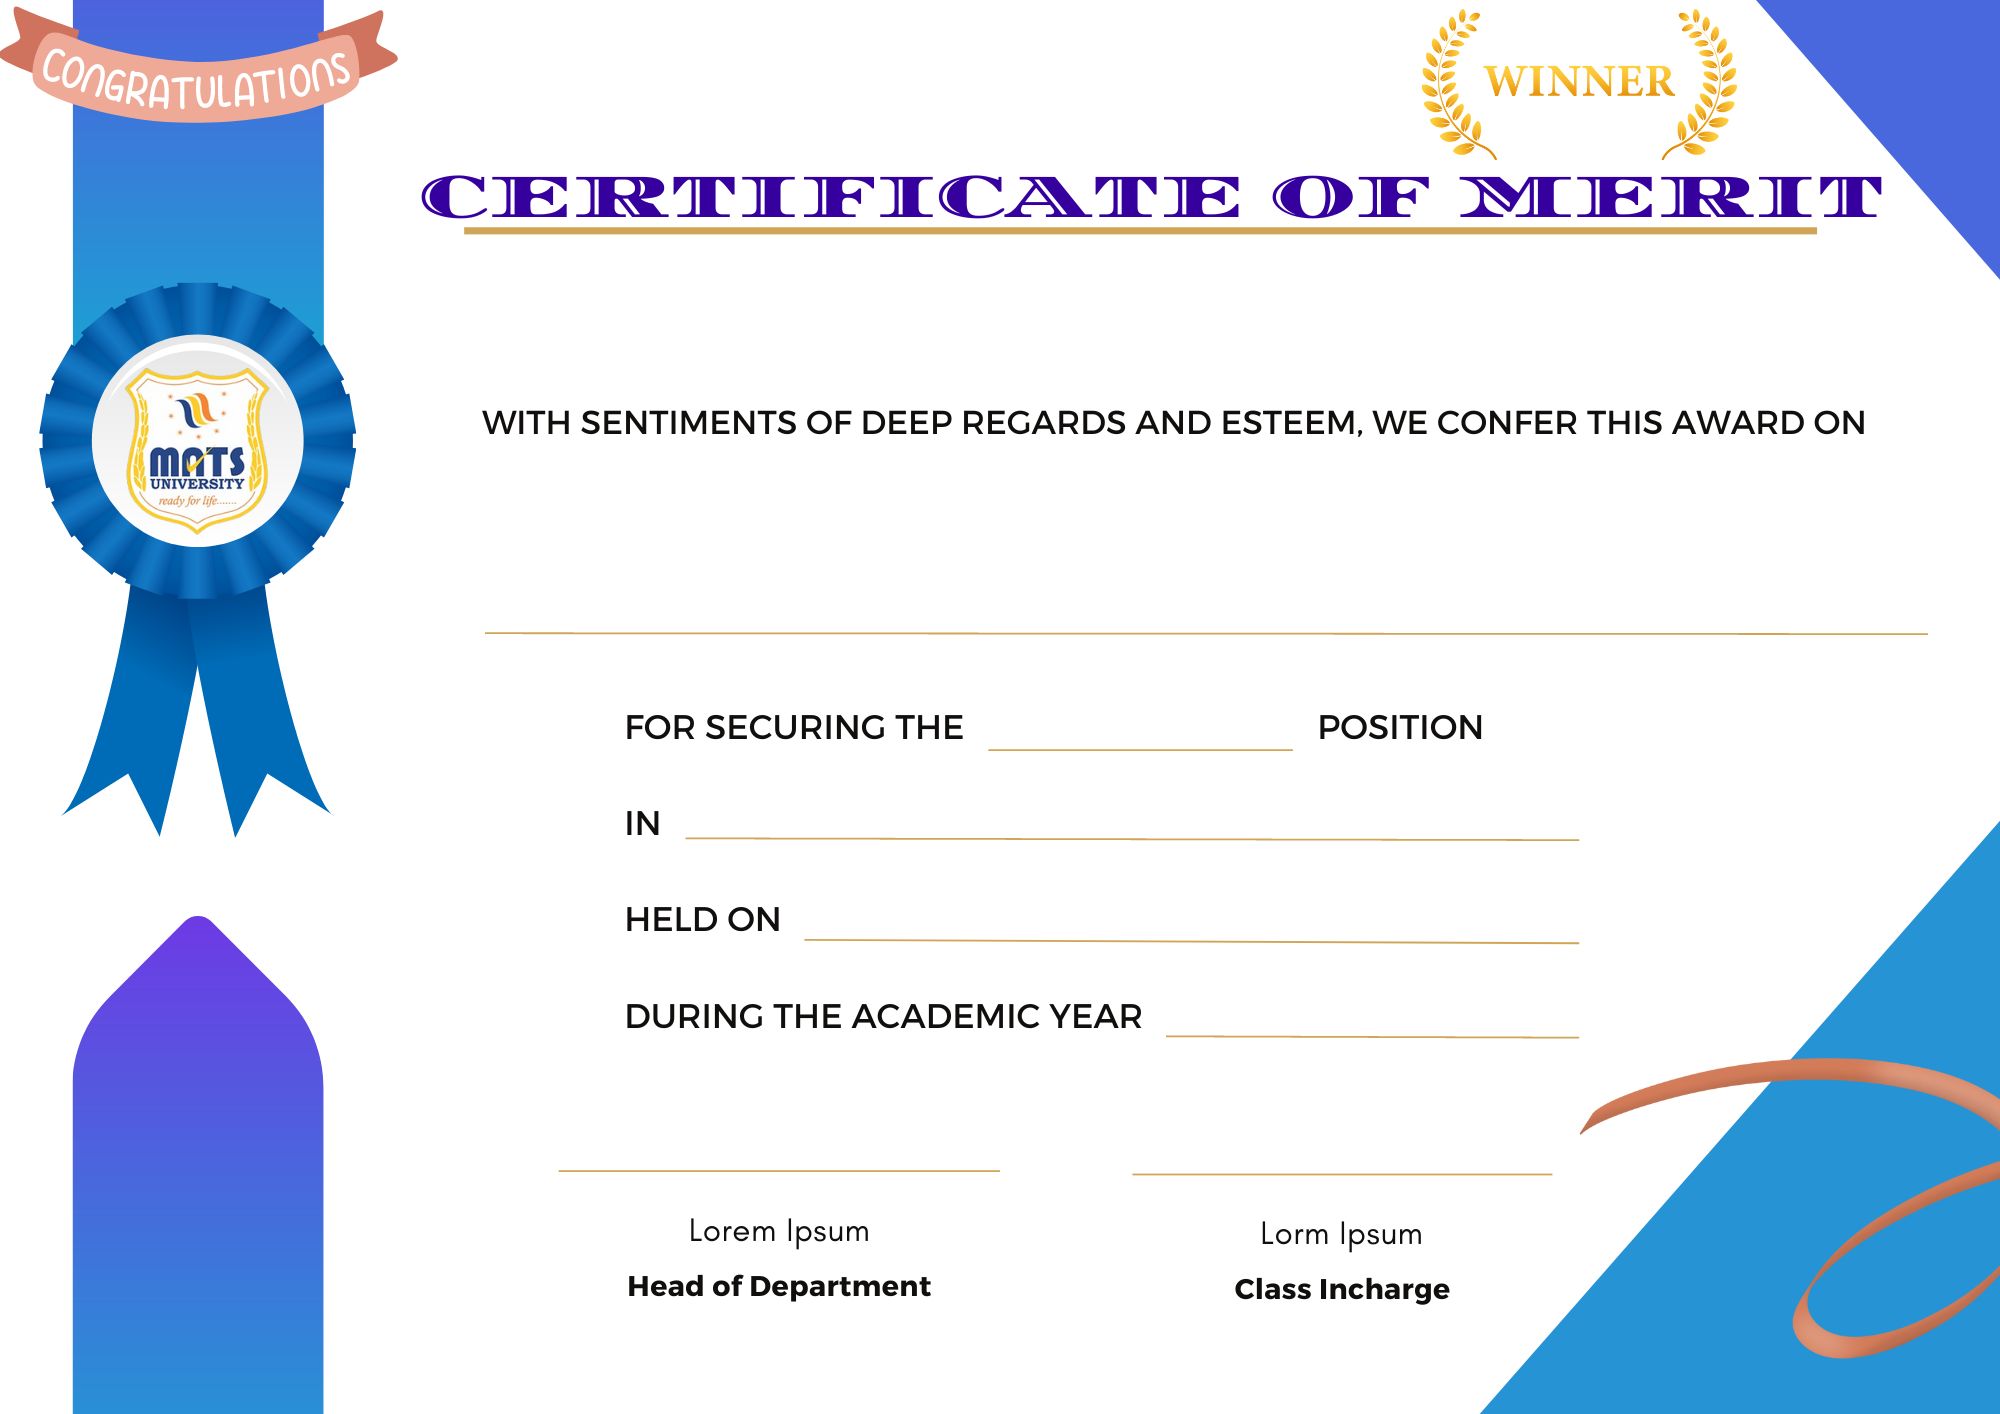 CONGRATULATIONS
WINNER
CERTIFICATE OF MERIT
WITH SENTIMENTS OF DEEP REGARDS AND ESTEEM, WE CONFER THIS AWARD ON
MATS
UNIVERSITY
ready for life.......
FOR SECURING THE POSITION
IN
HELD ON
DURING THE ACADEMIC YEAR
Lorem Ipsum
Head of Department
Lorm Ipsum
Class Incharge